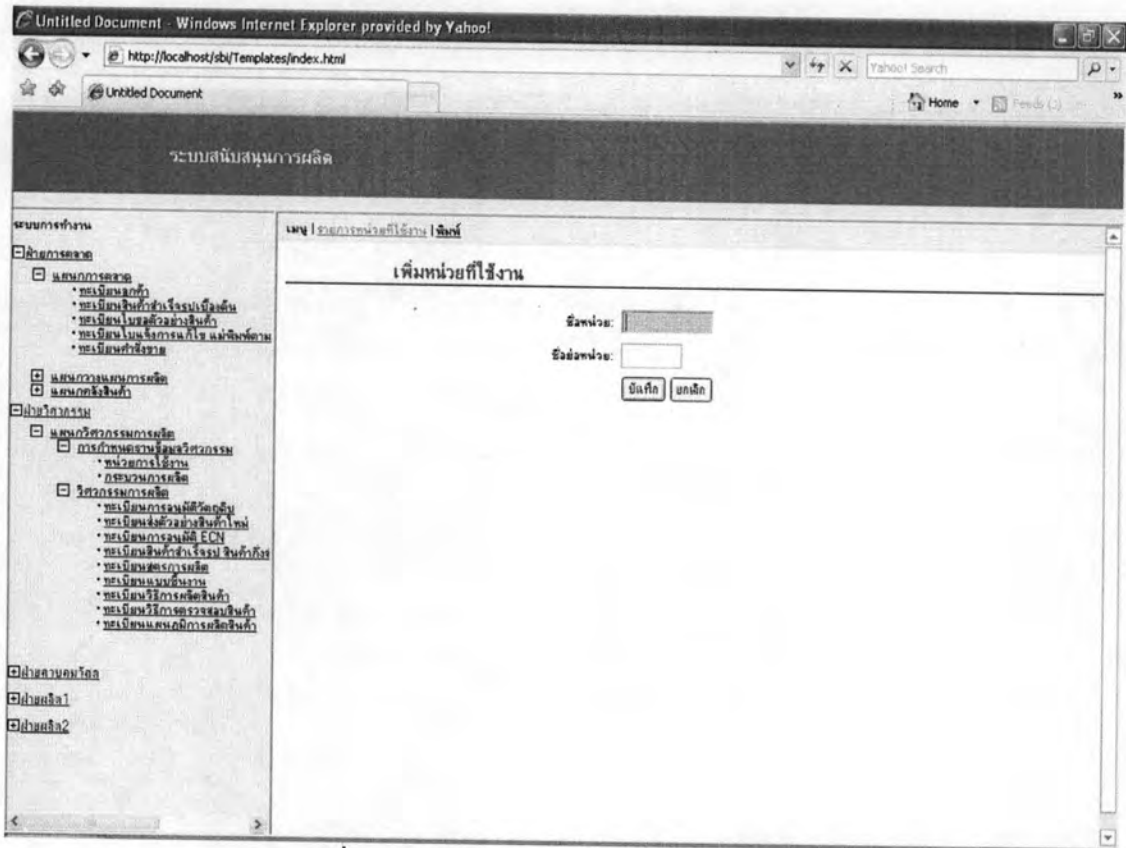 Untitled Document - Windows Internet Explorer provided by Yahoo!
http://localhost/sbi/Templates/index.html
Yahoo! Search
Untitled Document
Home
Feeds
ระบบสนับสนุนการผลิต
ระบบการทำงาน
ฝ่ายการตลาด
แผนกการตลาด
ทะเบียนลูกค้า
ทะเบียนสินค้าสำเร็จรูปเบื้องต้น
ทะเบียนใบขอตัวอย่างสินค้า
ทะเบียนใบแจ้งการแก้ไข แม่พิมพ์ตาม
ทะเบียนคำสั่งขาย
แผนกวางแผนการผลิต
แผนกคลังสินค้า
ฝ่ายวิศวกรรม
แผนกวิศวกรรมการผลิต
การกำหนดฐานข้อมูลวิศวกรรม
หน่วยการใช้งาน
กระบวนการผลิต
วิศวกรรมการผลิต
ทะเบียนการอนุมัติวัตถุดิบ
ทะเบียนส่งตัวอย่างสินค้าใหม่
ทะเบียนการอนุมัติ ECN
ทะเบียนสินค้าสำเร็จรูป สินค้ากึ่งส
ทะเบียนสูตรการผลิต
ทะเบียนแบบชิ้นงาน
ทะเบียนวิธีการผลิตสินค้า
ทะเบียนวิธีการตรวจสอบสินค้า
ทะเบียนแผนภูมิการผลิตสินค้า
ฝ่ายควบคุมวัสดุ
ฝ่ายผลิต1
ฝ่ายผลิต2
เมนู | รายการหน่วยที่ใช้งาน | พิมพ์
เพิ่มหน่วยที่ใช้งาน
ชื่อหน่วย:
ชื่อย่อหน่วย:
บันทึก ยกเลิก